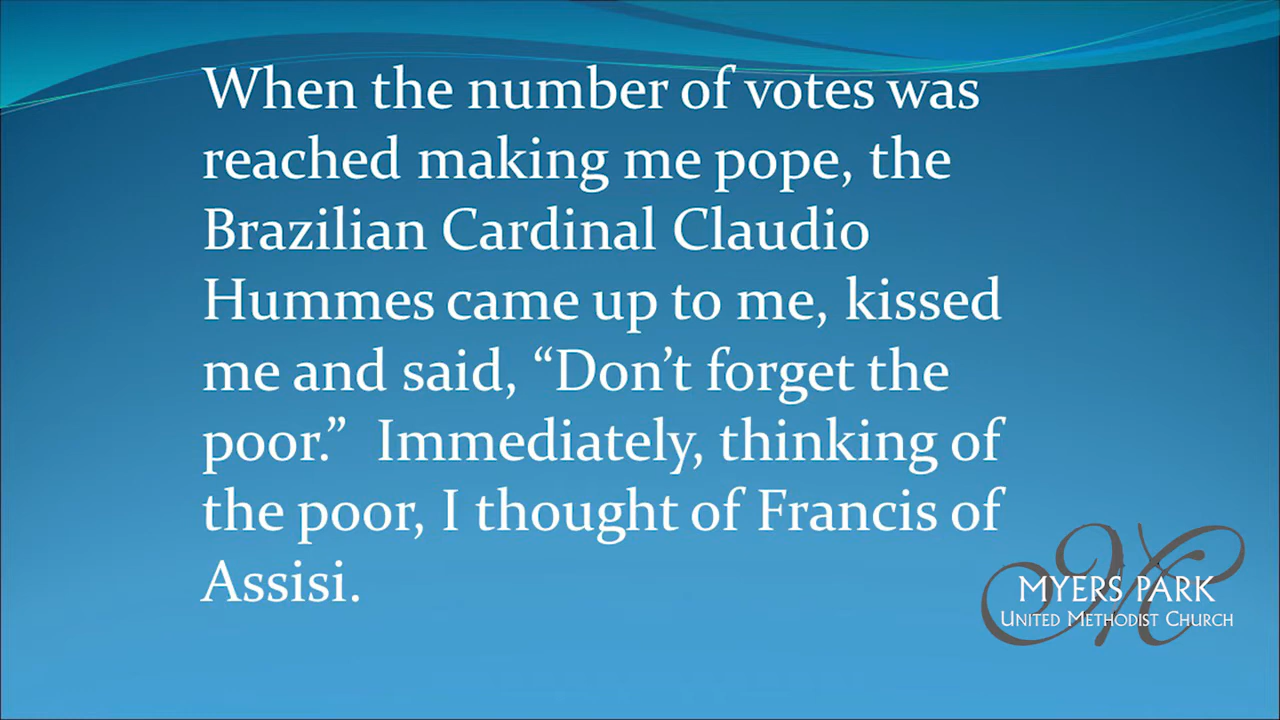 When the number of votes was
reached making me pope, the
Brazilian Cardinal Claudio
Hummes came up to me, kissed
me and said, “Don’t forget the
poor.”  Immediately, thinking of
the poor, I thought of Francis of
Assisi.
MYERS PARK
UNITED METHODIST CHURCH